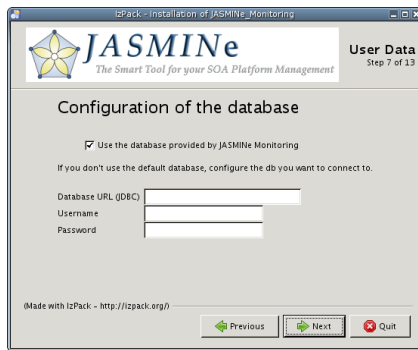 IzPack - Installation of JASMINe_Monitoring
JASMINe
The Smart Tool for your SOA Platform Management
User Data
Step 7 of 13
Configuration of the database
Use the database provided by JASMINe Monitoring
If you don't use the default database, configure the db you want to connect to.
Database URL (JDBC)
Username
Password
(Made with IzPack - http://izpack.org/)
Previous
Next
Quit